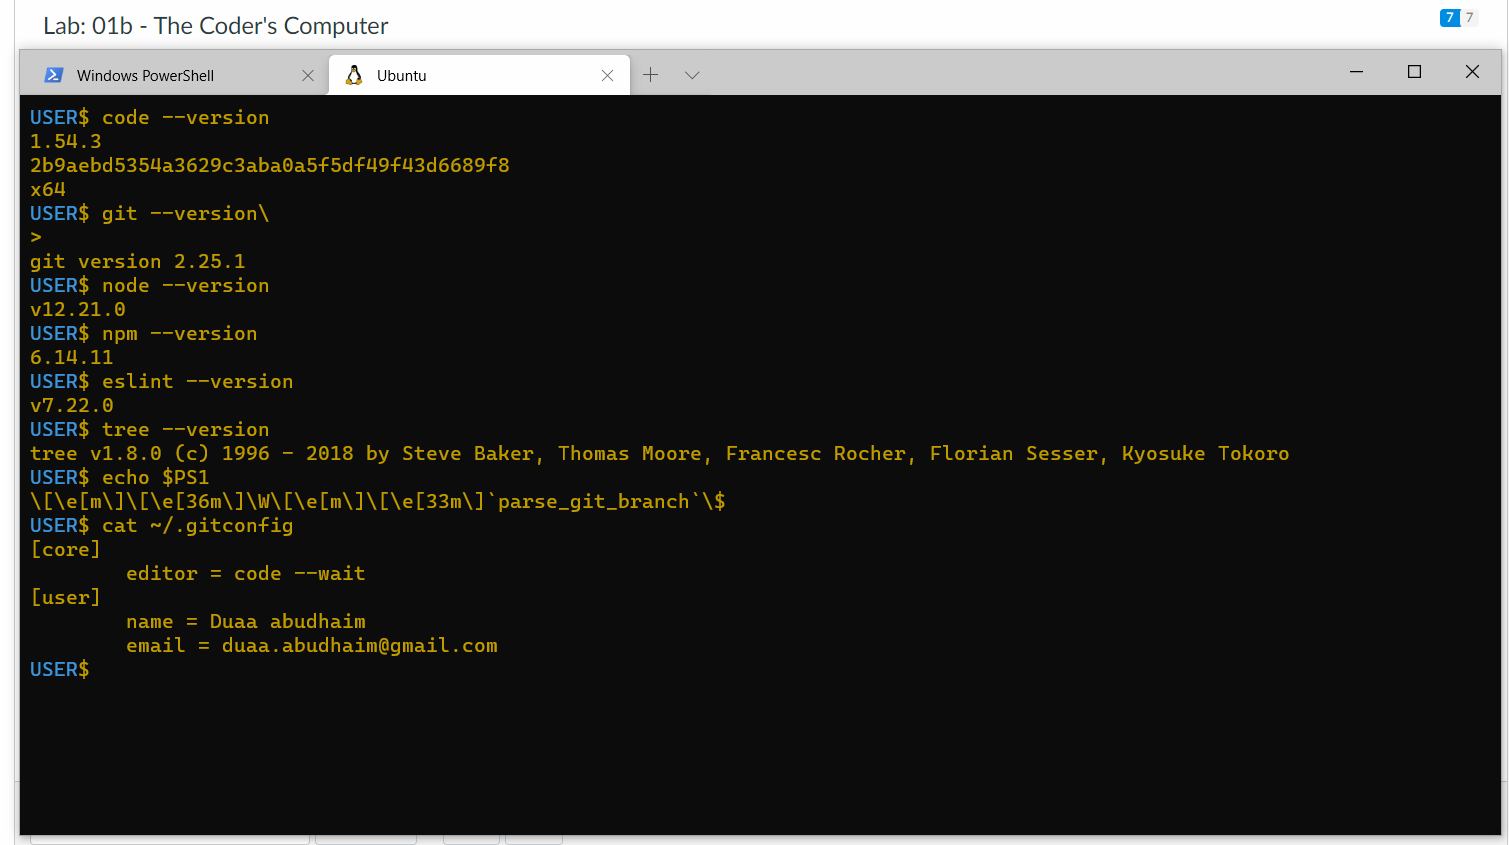 Lab: 01b - The Coder's Computer
7 7
Windows PowerShell
Ubuntu
USER$ code --version
1.54.3
2b9aebd5354a3629c3aba0a5f5df49f43d6689f8
x64
USER$ git --version\
>
git version 2.25.1
USER$ node --version
v12.21.0
USER$ npm --version
6.14.11
USER$ eslint --version
v7.22.0
USER$ tree --version
tree v1.8.0 (c) 1996 - 2018 by Steve Baker, Thomas Moore, Francesc Rocher, Florian Sesser, Kyosuke Tokoro
USER$ echo $PS1
\[\e[m\]\[\e[36m\]\W\[\e[m\]\[\e[33m\]`parse_git_branch`\$
USER$ cat ~/.gitconfig
[core]
        editor = code --wait
[user]
        name = Duaa abudhaim
        email = duaa.abudhaim@gmail.com
USER$